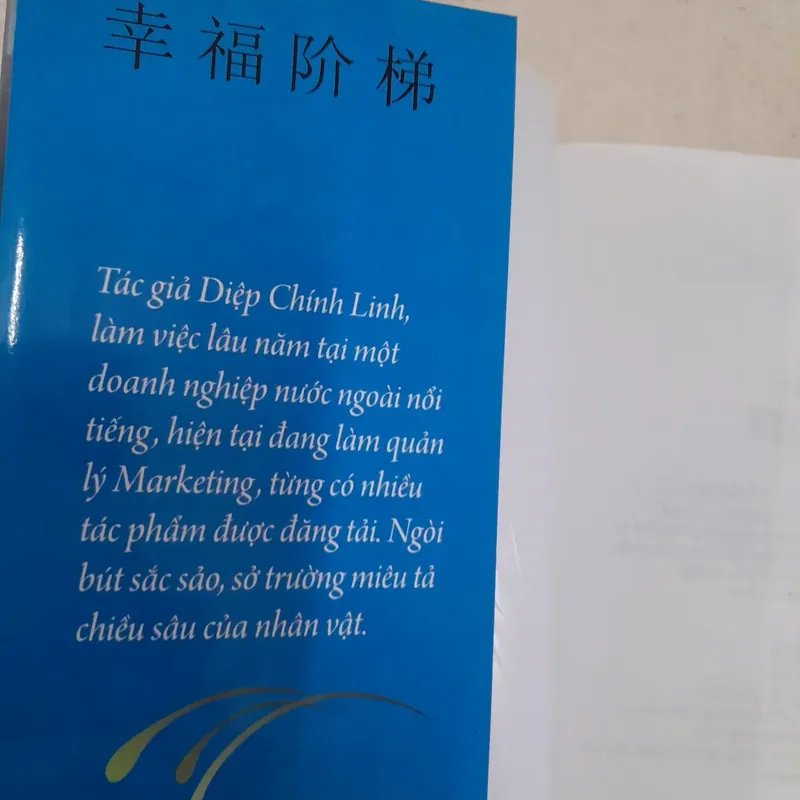 幸福阶梯
Tác giả Diệp Chính Linh,
làm việc lâu năm tại một
doanh nghiệp nước ngoài nổi
tiếng, hiện tại đang làm quản
lý Marketing, từng có nhiều
tác phẩm được đăng tải. Ngòi
bút sắc sảo, sở trường miêu tả
chiều sâu của nhân vật.